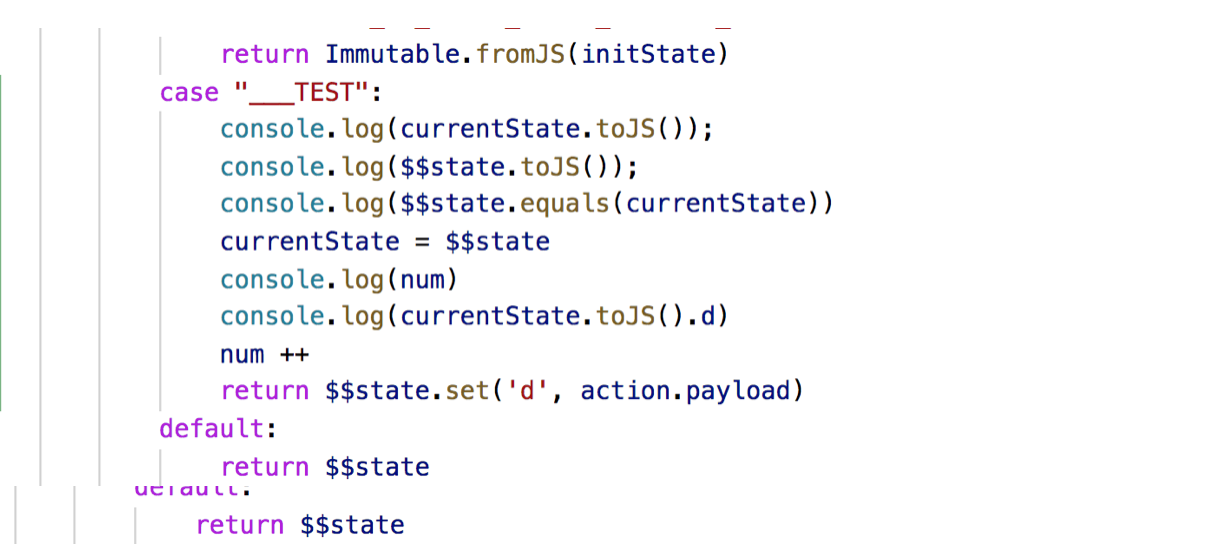 return Immutable.fromJS(initState)
case "___TEST":
console.log(currentState.toJS());
console.log($$state.toJS());
console.log($$state.equals(currentState))
currentState = $$state
console.log(num)
console.log(currentState.toJS().d)
num ++
return $$state.set('d', action.payload)
default:
return $$state
default:
return $$state